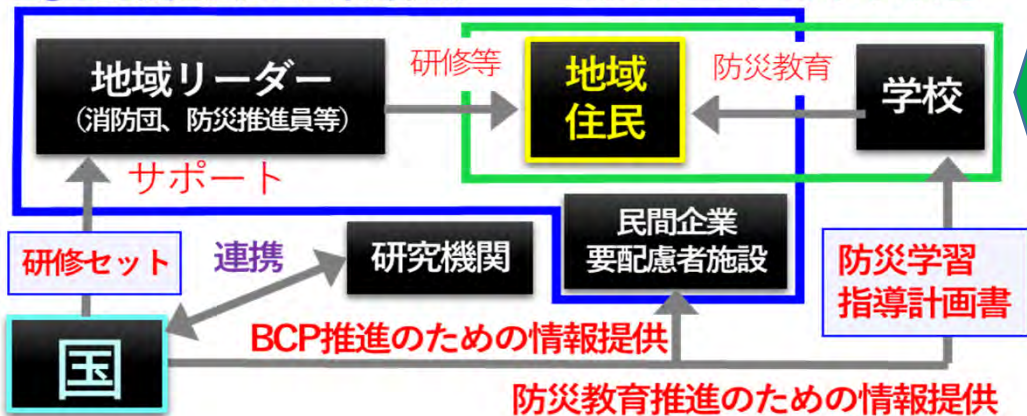 地域リーダー
(消防団、防災推進員等)
研修等
地域
住民
防災教育
学校
サポート
研修セット
連携
研究機関
民間企業
要配慮者施設
防災学習
指導計画書
国
BCP推進のための情報提供
防災教育推進のための情報提供